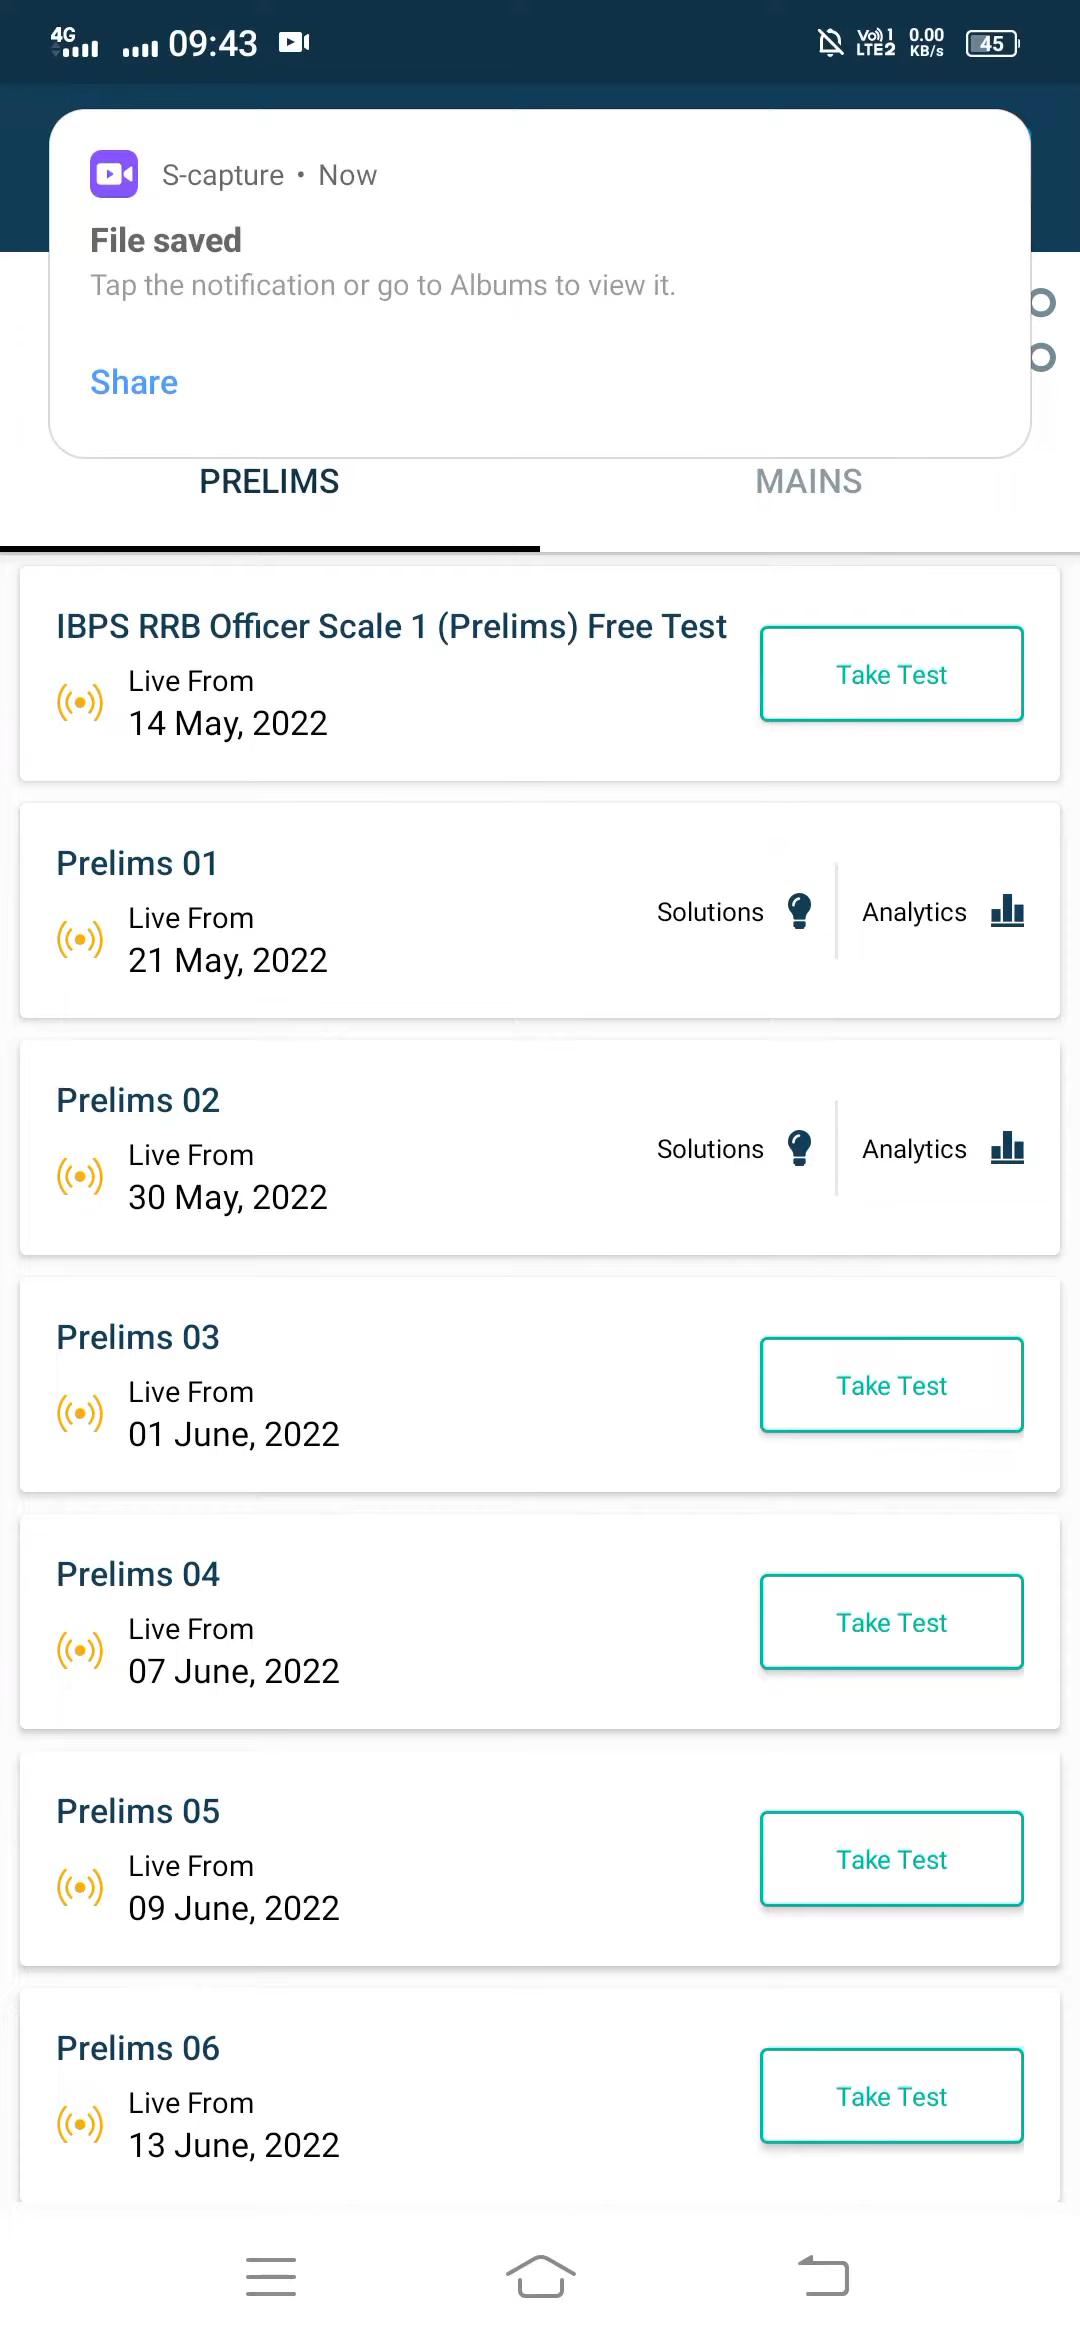 4G 09:43 Vo) 1 LTE2 0.00 KB/s 45
S-capture • Now
File saved
Tap the notification or go to Albums to view it.
Share
PRELIMS MAINS
IBPS RRB Officer Scale 1 (Prelims) Free Test
Live From
14 May, 2022
Take Test
Prelims 01
Live From
21 May, 2022
Solutions Analytics
Prelims 02
Live From
30 May, 2022
Solutions Analytics
Prelims 03
Live From
01 June, 2022
Take Test
Prelims 04
Live From
07 June, 2022
Take Test
Prelims 05
Live From
09 June, 2022
Take Test
Prelims 06
Live From
13 June, 2022
Take Test